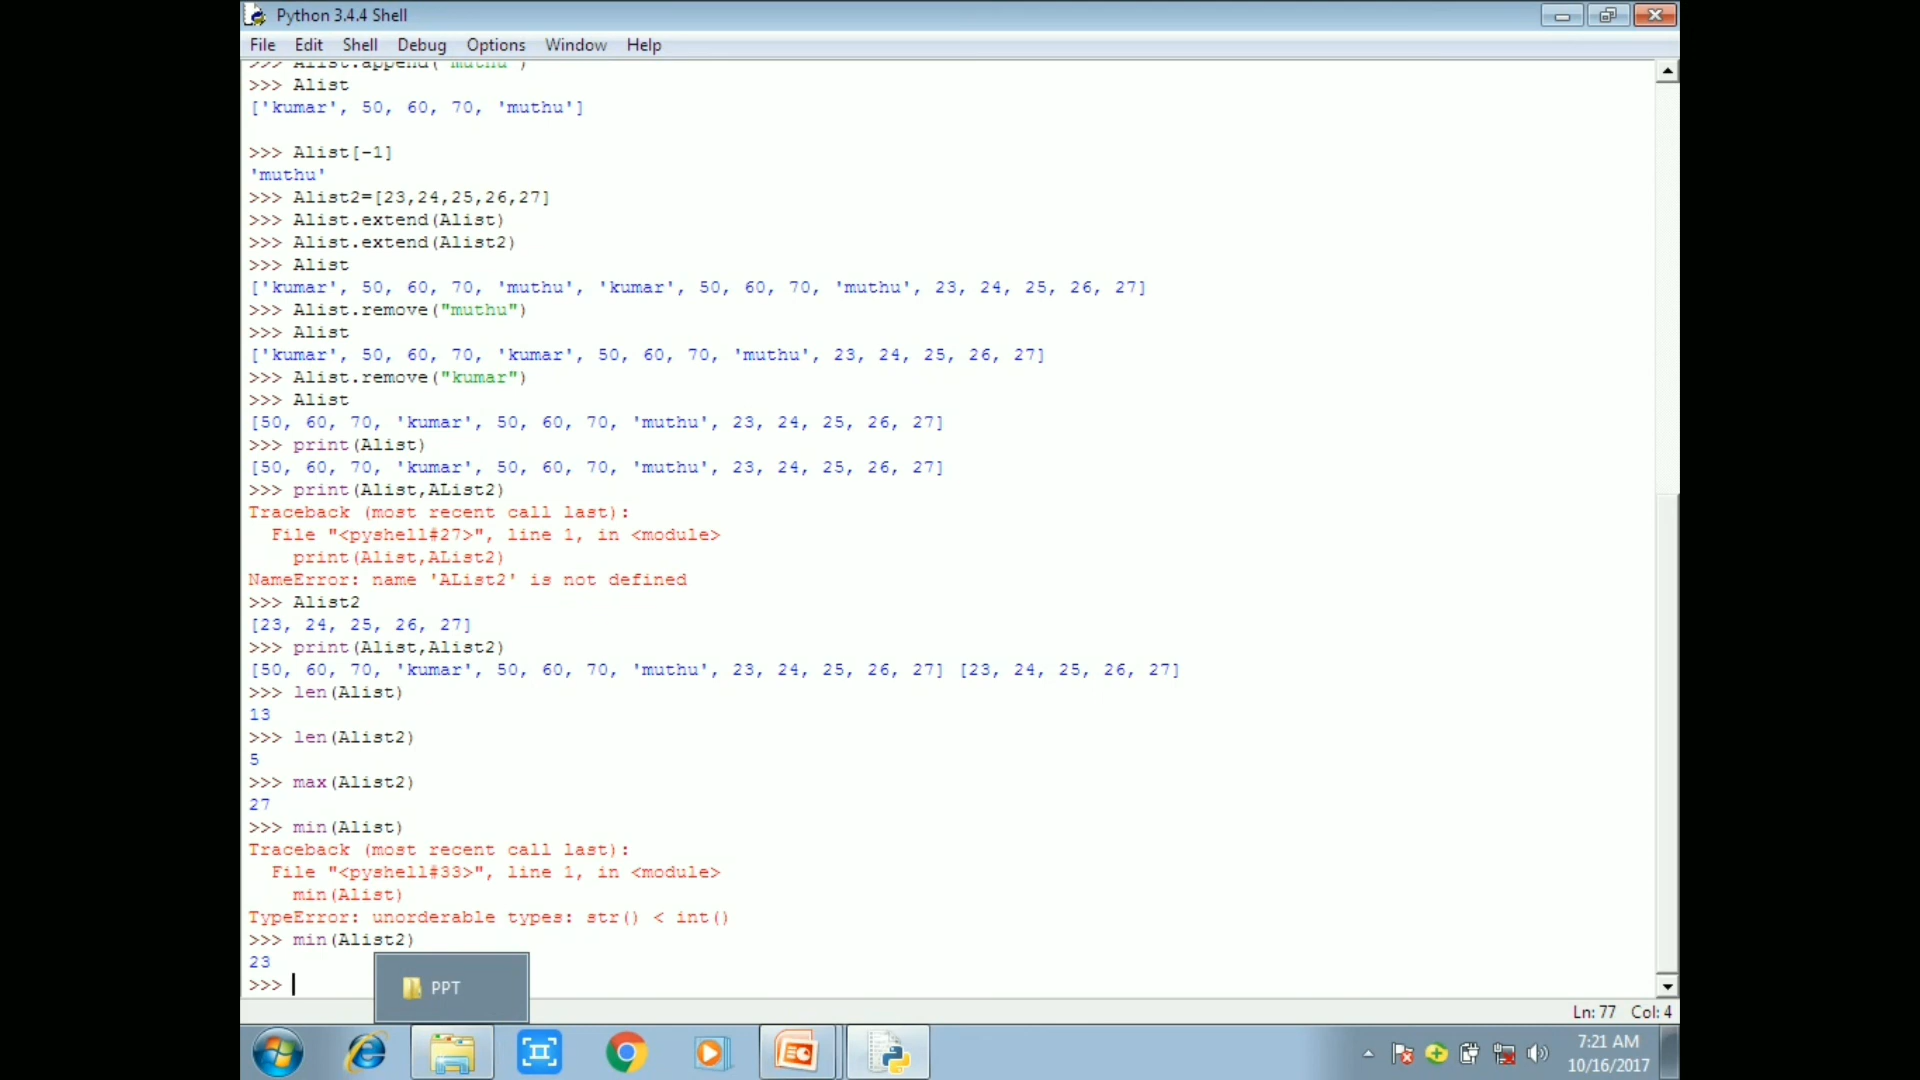 Python 3.4.4 Shell
File Edit Shell Debug Options Window Help
>>> Alist.append("muthu")
>>> Alist
['kumar', 50, 60, 70, 'muthu']
>>> Alist[-1]
'muthu'
>>> Alist2=[23,24,25,26,27]
>>> Alist.extend(Alist)
>>> Alist.extend(Alist2)
>>> Alist
['kumar', 50, 60, 70, 'muthu', 'kumar', 50, 60, 70, 'muthu', 23, 24, 25, 26, 27]
>>> Alist.remove("muthu")
>>> Alist
['kumar', 50, 60, 70, 'kumar', 50, 60, 70, 'muthu', 23, 24, 25, 26, 27]
>>> Alist.remove("kumar")
>>> Alist
[50, 60, 70, 'kumar', 50, 60, 70, 'muthu', 23, 24, 25, 26, 27]
>>> print(Alist)
[50, 60, 70, 'kumar', 50, 60, 70, 'muthu', 23, 24, 25, 26, 27]
>>> print(Alist,AList2)
Traceback (most recent call last):
  File "<pyshell#27>", line 1, in <module>
    print(Alist,AList2)
NameError: name 'AList2' is not defined
>>> Alist2
[23, 24, 25, 26, 27]
>>> print(Alist,Alist2)
[50, 60, 70, 'kumar', 50, 60, 70, 'muthu', 23, 24, 25, 26, 27] [23, 24, 25, 26, 27]
>>> len(Alist)
13
>>> len(Alist2)
5
>>> max(Alist2)
27
>>> min(Alist)
Traceback (most recent call last):
  File "<pyshell#33>", line 1, in <module>
    min(Alist)
TypeError: unorderable types: str() < int()
>>> min(Alist2)
23
>>>
PPT
Ln: 77 Col: 4
7:21 AM
10/16/2017